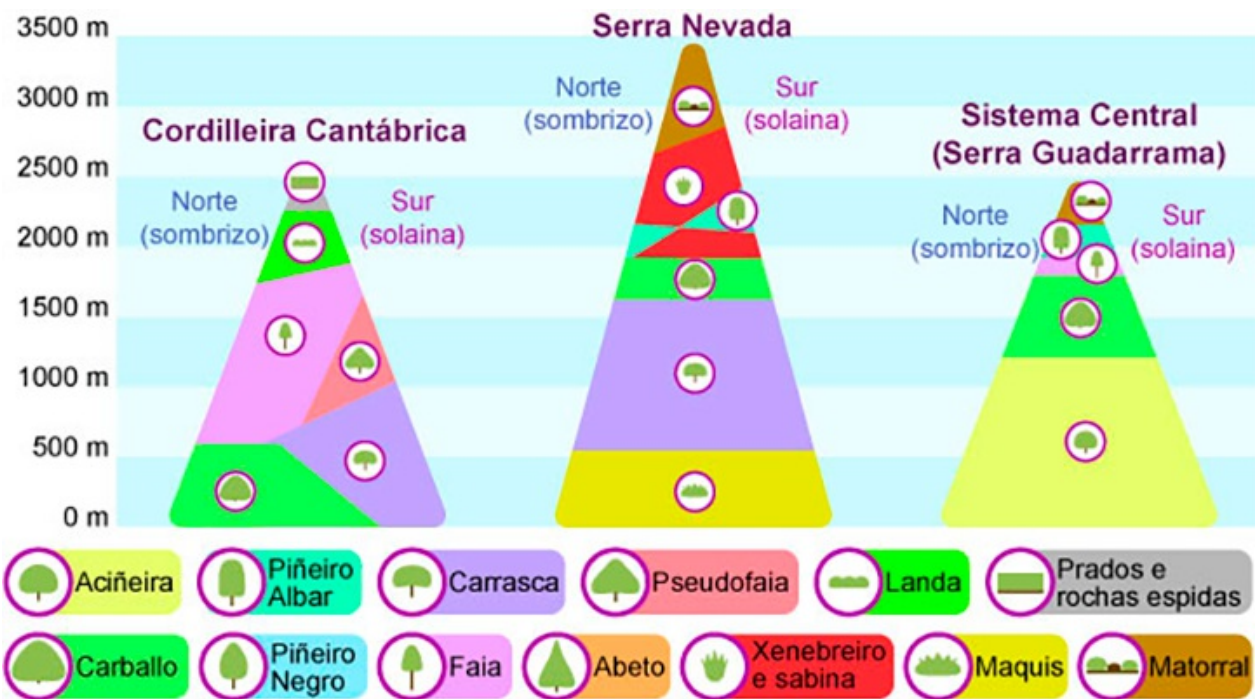 3500 m
3000 m
2500 m
2000 m
1500 m
1000 m
500 m
0 m
Cordilleira Cantábrica
Norte
(sombrizo)
Sur
(solaina)
Serra Nevada
Norte
(sombrizo)
Sur
(solaina)
Sistema Central
(Serra Guadarrama)
Norte
(sombrizo)
Sur
(solaina)
Aciñeira
Piñeiro
Albar
Carrasca
Pseudofaia
Landa
Prados e
rochas espidas
Carballo
Piñeiro
Negro
Faia
Abeto
Xenebreiro
e sabina
Maquis
Matorral